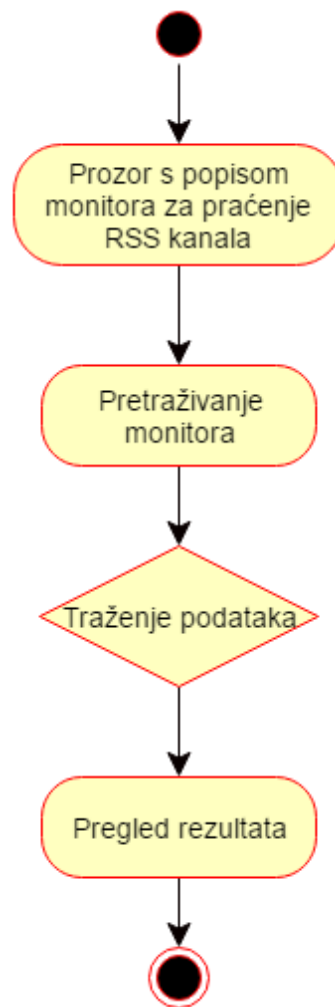 Prozor s popisom
monitora za praćenje
RSS kanala
Pretraživanje
monitora
Traženje podataka
Pregled rezultata